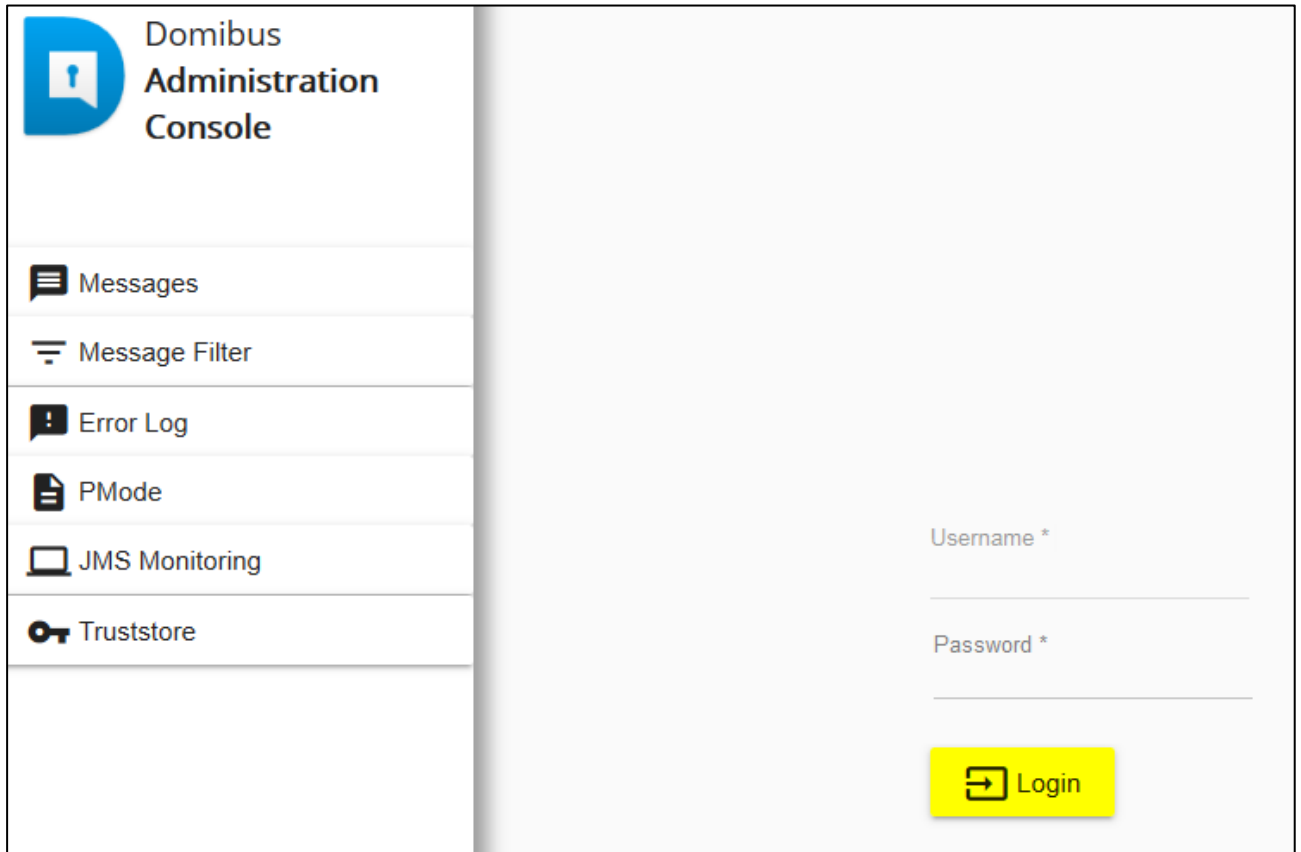 Domibus
Administration
Console
Messages
Message Filter
Error Log
PMode
JMS Monitoring
Truststore
Username *
Password *
Login